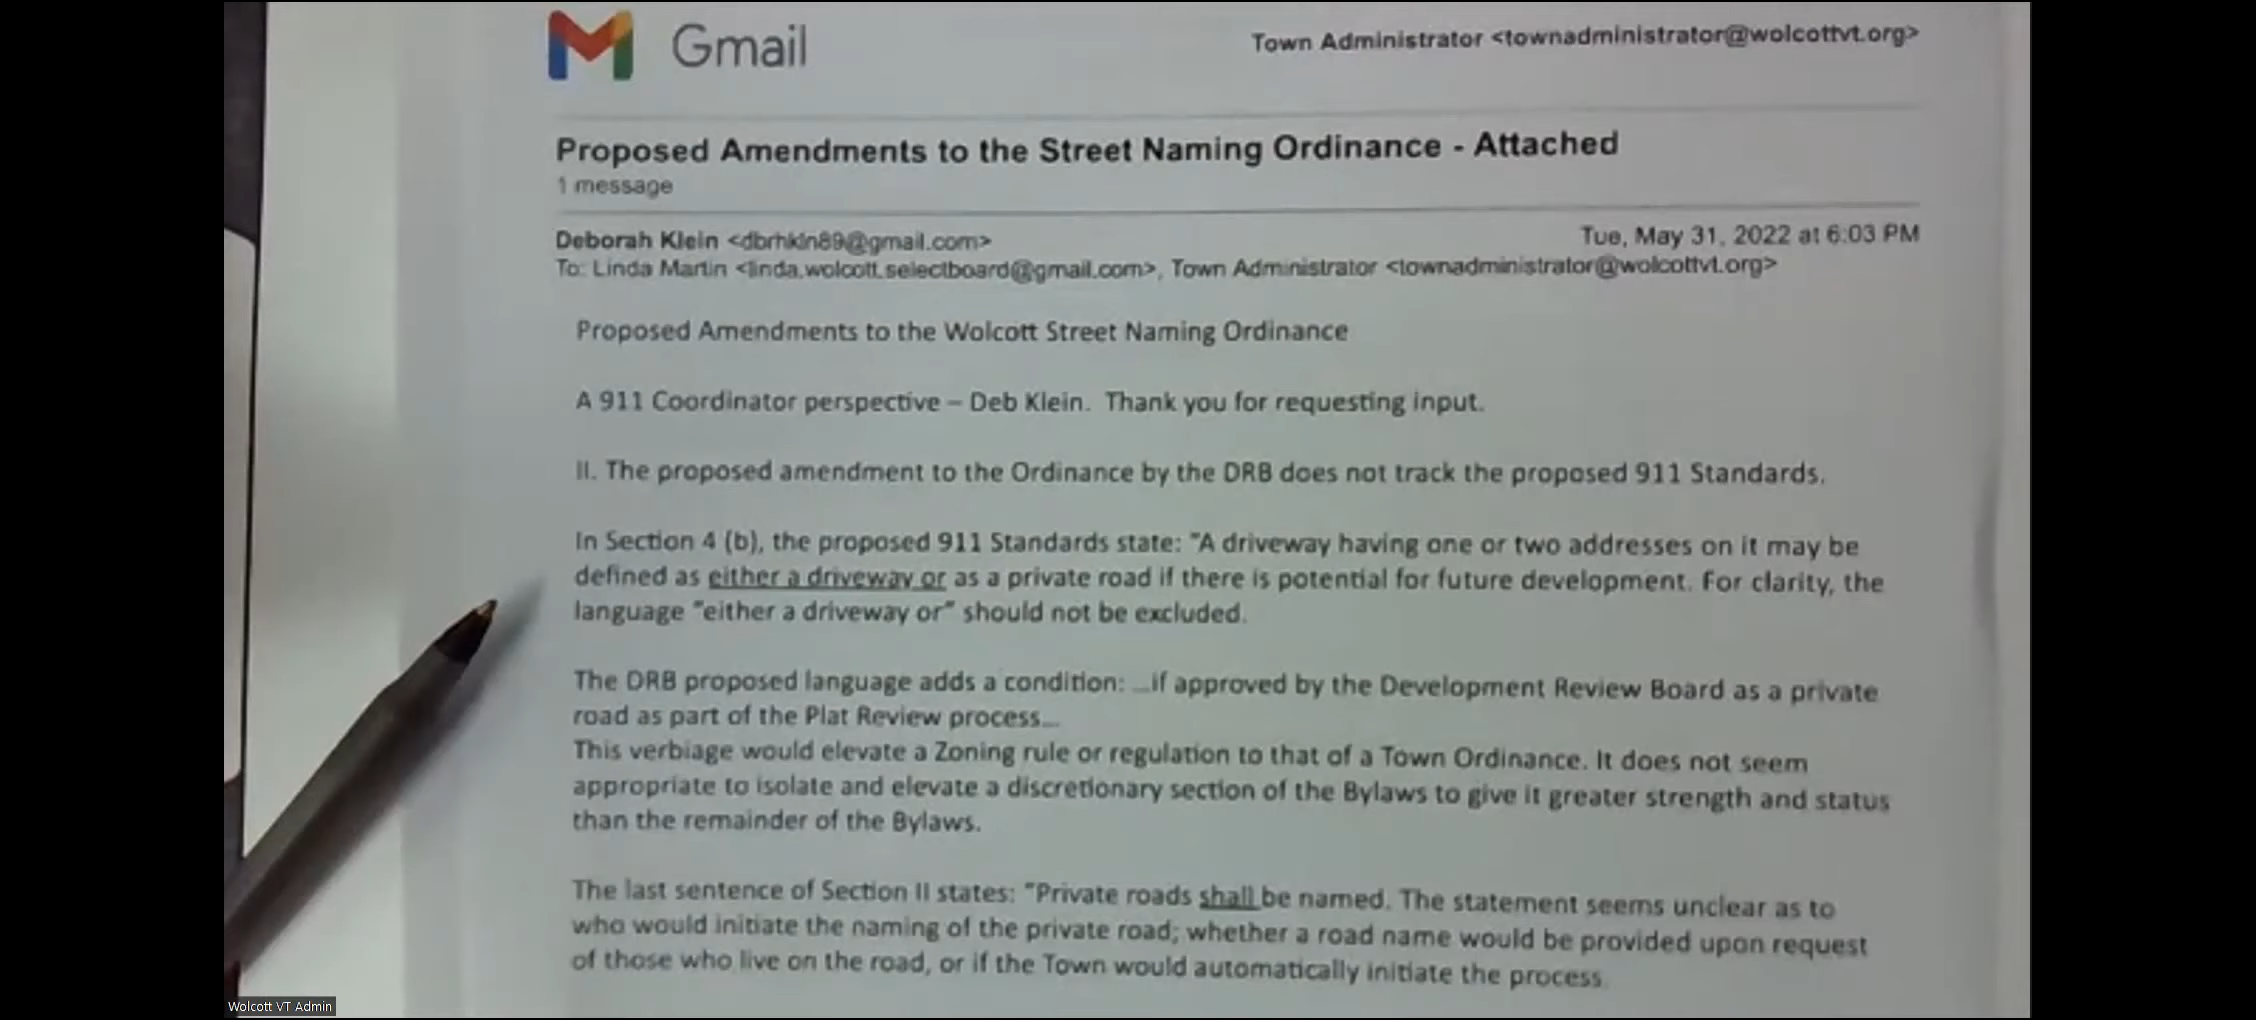 Gmail
Town Administrator <townadministrator@wolcottvt.org>
Proposed Amendments to the Street Naming Ordinance - Attached
1 message
Deborah Klein <dbrhkln89@gmail.com>
Tue, May 31, 2022 at 6:03 PM
To: Linda Martin <linda.wolcott.selectboard@gmail.com>, Town Administrator <townadministrator@wolcottvt.org>
Proposed Amendments to the Wolcott Street Naming Ordinance
A 911 Coordinator perspective – Deb Klein. Thank you for requesting input.
II. The proposed amendment to the Ordinance by the DRB does not track the proposed 911 Standards.
In Section 4 (b), the proposed 911 Standards state: "A driveway having one or two addresses on it may be
defined as either a driveway or as a private road if there is potential for future development. For clarity, the
language "either a driveway or" should not be excluded.
The DRB proposed language adds a condition: ...if approved by the Development Review Board as a private
road as part of the Plat Review process...
This verbiage would elevate a Zoning rule or regulation to that of a Town Ordinance. It does not seem
appropriate to isolate and elevate a discretionary section of the Bylaws to give it greater strength and status
than the remainder of the Bylaws.
The last sentence of Section II states: "Private roads shall be named. The statement seems unclear as to
who would initiate the naming of the private road; whether a road name would be provided upon request
of those who live on the road, or if the Town would automatically initiate the process.
Wolcott VT Admin